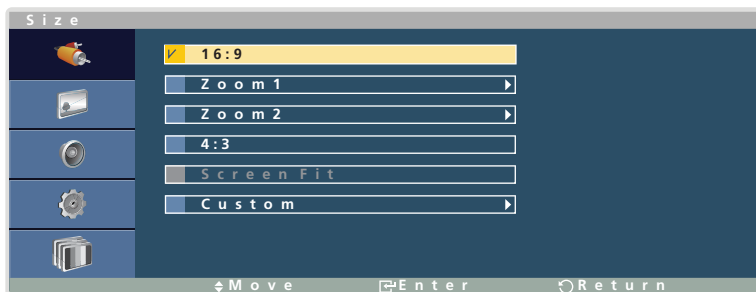 Size
16:9
Zoom1
Zoom2
4:3
Screen Fit
Custom
Move Enter Return